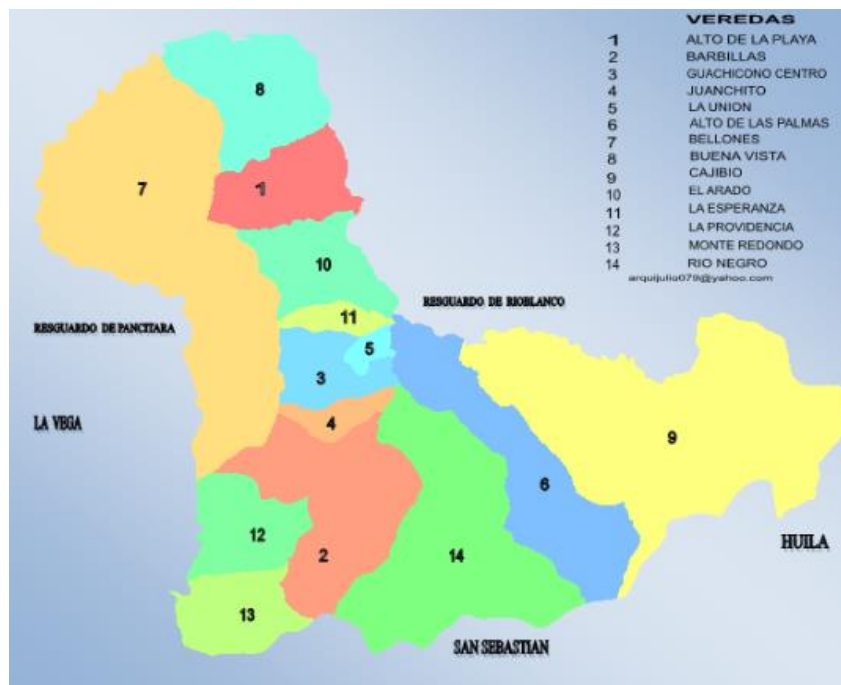 VEREDAS
1 ALTO DE LA PLAYA
2 BARBILLAS
3 GUACHICONO CENTRO
4 JUANCHITO
5 LA UNION
6 ALTO DE LAS PALMAS
7 BELLONES
8 BUENA VISTA
9 CAJIBIO
10 EL ARADO
11 LA ESPERANZA
12 LA PROVIDENCIA
13 MONTE REDONDO
14 RIO NEGRO
arquijulio079@yahoo.com
8
7
1
10
RESGUARDO DE RIOBLANCO
11
RESGUARDO DE PANCITARA
5
3
LA VEGA
4
9
6
12
2
14
HUILA
13
SAN SEBASTIAN